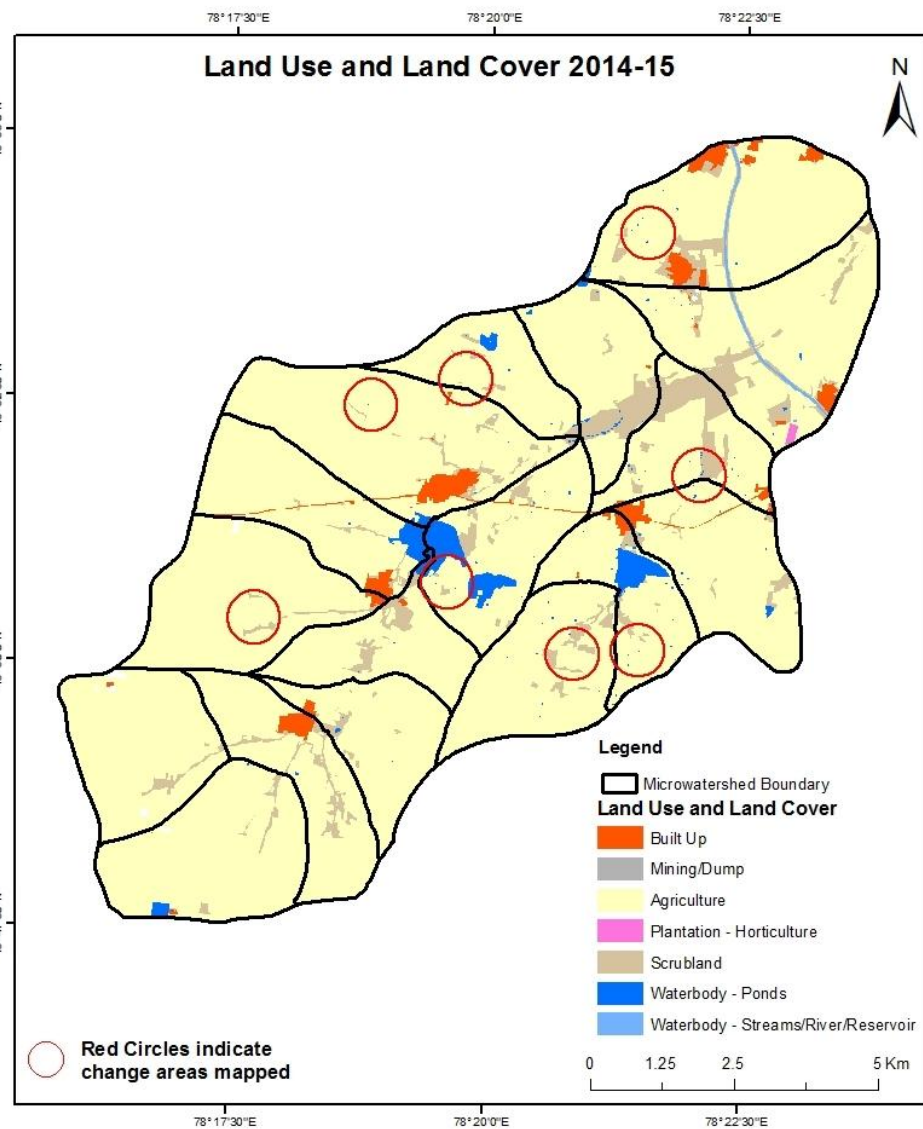 78°17'30"E 78°20'0"E 78°22'30"E
Land Use and Land Cover 2014-15
N
Legend
Microwatershed Boundary
Land Use and Land Cover
Built Up
Mining/Dump
Agriculture
Plantation - Horticulture
Scrubland
Waterbody - Ponds
Waterbody - Streams/River/Reservoir
Red Circles indicate
change areas mapped
0 1.25 2.5 5 Km
78°17'30"E 78°20'0"E 78°22'30"E